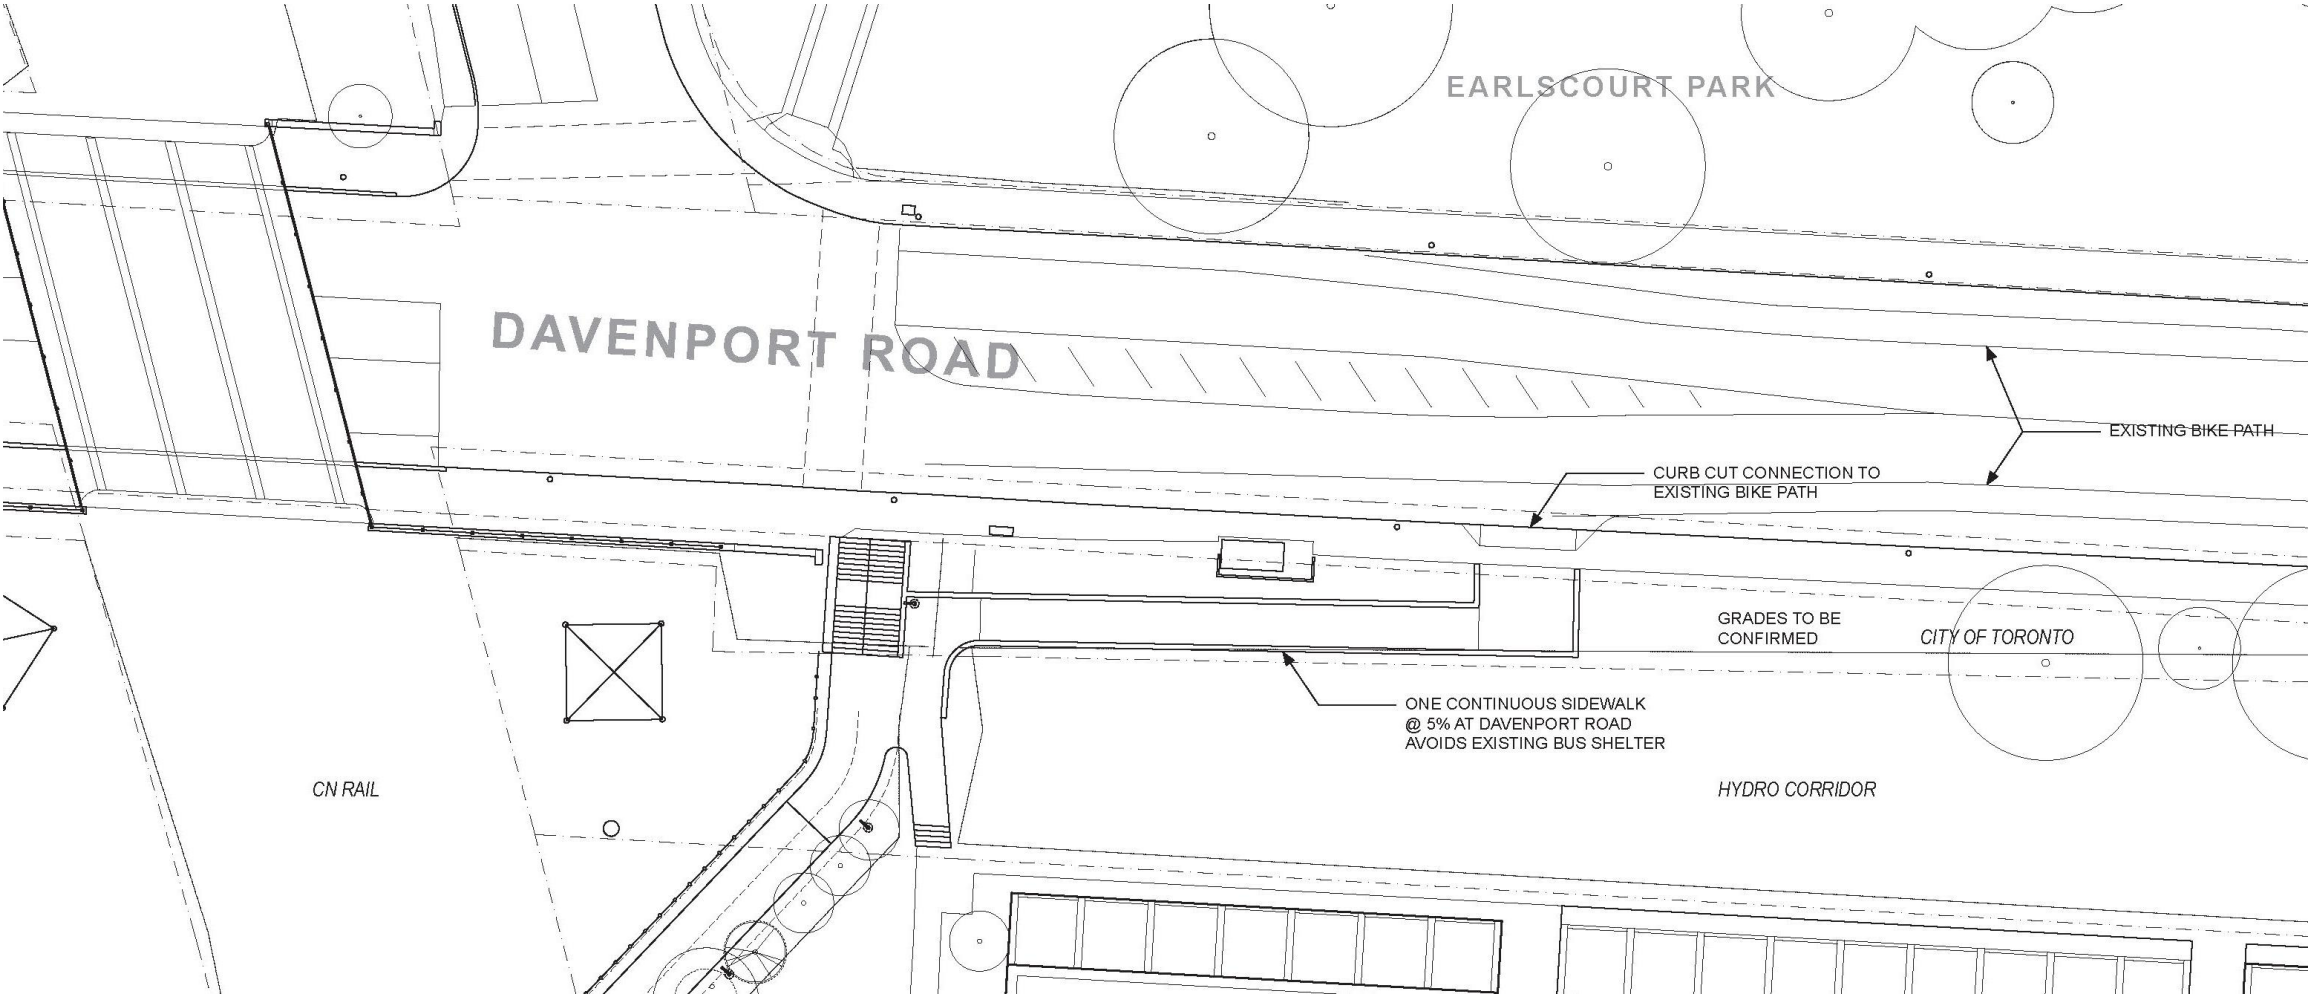 EARLSCOURT PARK
DAVENPORT ROAD
EXISTING BIKE PATH
CURB CUT CONNECTION TO
EXISTING BIKE PATH
GRADES TO BE
CONFIRMED
CITY OF TORONTO
ONE CONTINUOUS SIDEWALK
@ 5% AT DAVENPORT ROAD
AVOIDS EXISTING BUS SHELTER
CN RAIL
HYDRO CORRIDOR